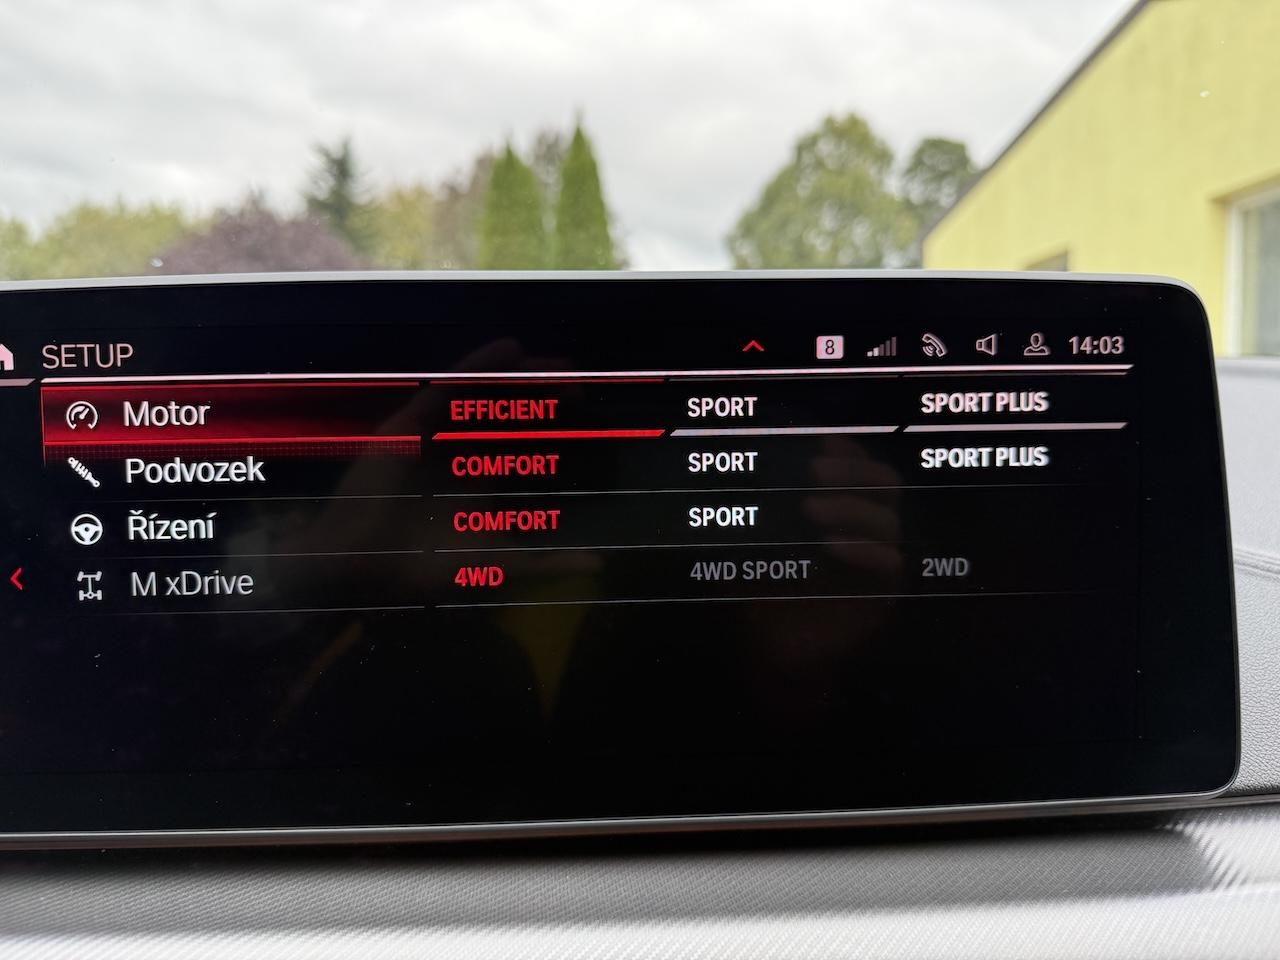 SETUP 8 14:03
Motor EFFICIENT SPORT SPORT PLUS
Podvozek COMFORT SPORT SPORT PLUS
Řízení COMFORT SPORT
M xDrive 4WD 4WD SPORT 2WD